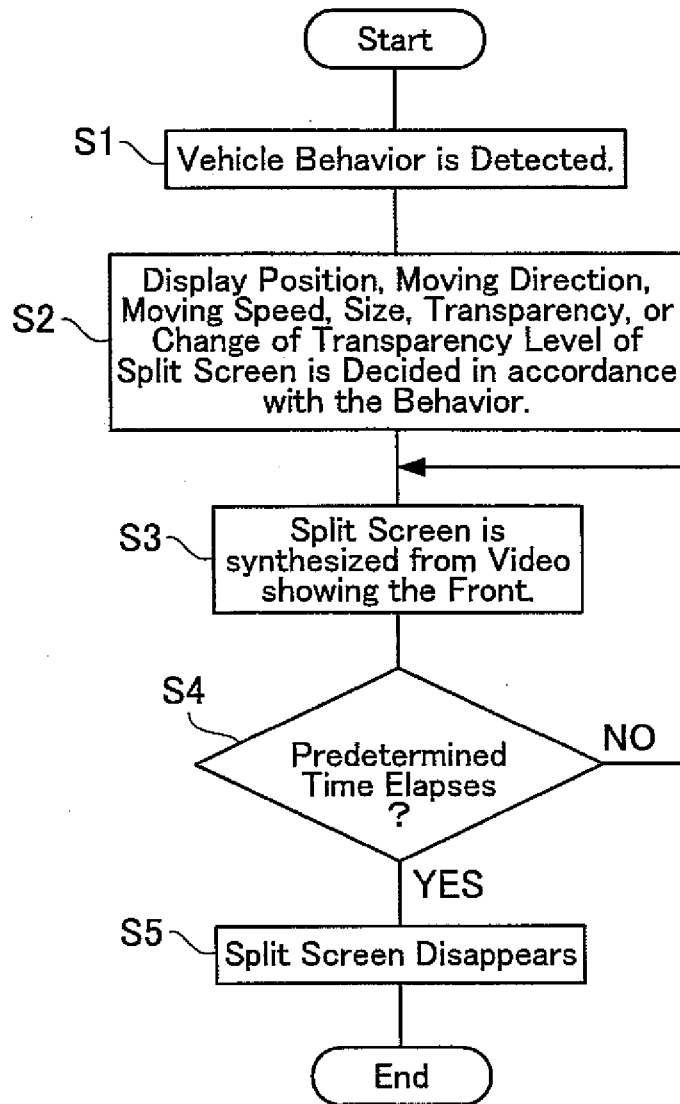 Start
S1
Vehicle Behavior is Detected.
S2
Display Position, Moving Direction,
Moving Speed, Size, Transparency, or
Change of Transparency Level of
Split Screen is Decided in accordance
with the Behavior.
S3
Split Screen is
synthesized from Video
showing the Front.
S4
Predetermined
Time Elapses
?
NO
YES
S5
Split Screen Disappears
End